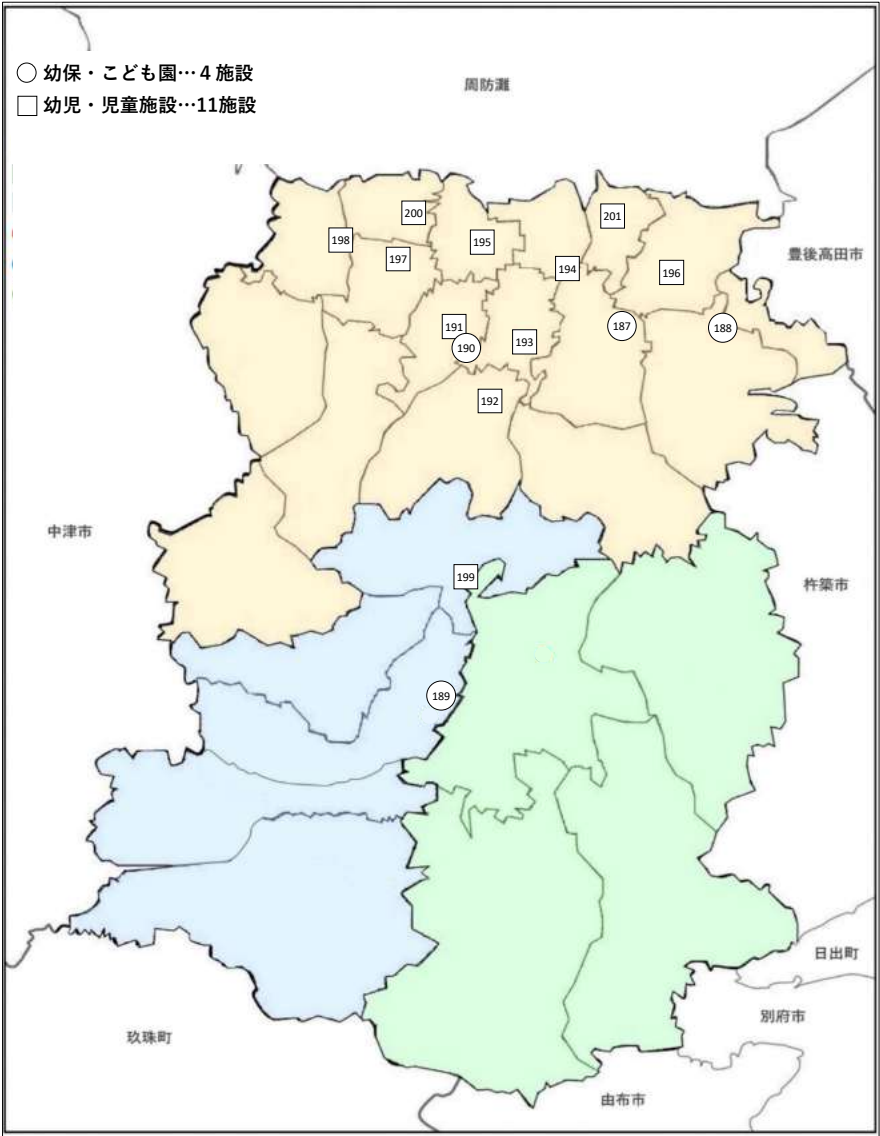 ○ 幼保・こども園…４施設
□ 幼児・児童施設…11施設
周防灘
200
201
198
195
197
194
豊後高田市
196
191
187
188
190
193
192
中津市
199
杵築市
189
日出町
別府市
玖珠町
由布市